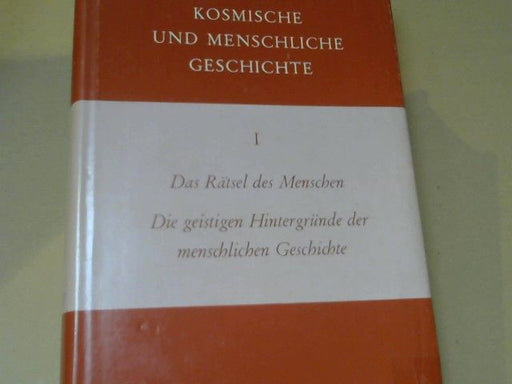 KOSMISCHE
UND MENSCHLICHE
GESCHICHTE
I
Das Rätsel des Menschen
Die geistigen Hintergründe der
menschlichen Geschichte